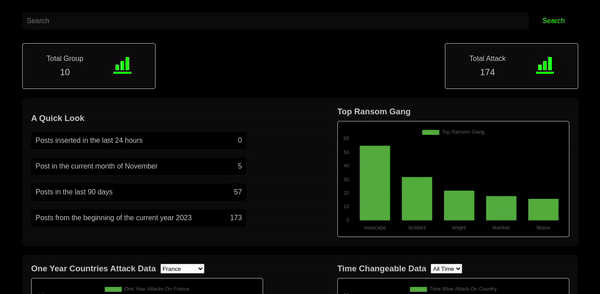 Search Search
Total Group
10
Total Attack
174
A Quick Look
Posts inserted in the last 24 hours 0
Post in the current month of November 5
Posts in the last 90 days 57
Posts from the beginning of the current year 2023 173
Top Ransom Gang
Top Ransom Gang
60
50
40
30
20
10
0
lockbit3 knight 8base
One Year Countries Attack Data France
One Year Attacks On France
Time Changeable Data All Time
Time Wise Attack On Country